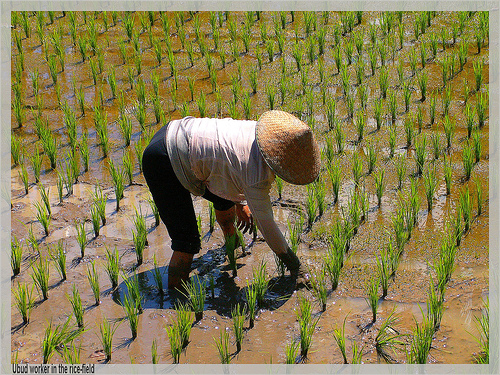 Ubud worker in the rice-field